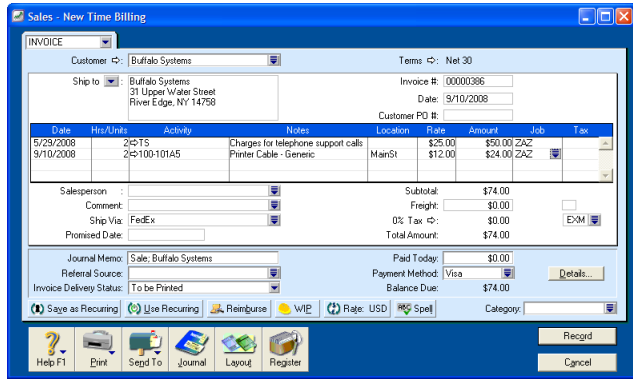 Sales - New Time Billing
INVOICE
Customer ⇨: Buffalo Systems Terms ⇨: Net 30
Ship to : Buffalo Systems Invoice #: 00000386
31 Upper Water Street
River Edge, NY 14758 Date: 9/10/2008
Customer PO #:
Date Hrs/Units Activity Notes Location Rate Amount Job Tax
5/29/2008 2⇨TS Charges for telephone support calls $25.00 $50.00 ZAZ
9/10/2008 2⇨100-101A5 Printer Cable - Generic MainSt $12.00 $24.00 ZAZ
Salesperson : Subtotal: $74.00
Comment: Freight: $0.00
Ship Via: FedEx 0% Tax ⇨: $0.00 EXM
Promised Date: Total Amount: $74.00
Journal Memo: Sale; Buffalo Systems Paid Today: $0.00
Referral Source: Payment Method: Visa Details...
Invoice Delivery Status: To be Printed Balance Due: $74.00
Save as Recurring Use Recurring Reimburse WIP Rate: USD ABC Spell Category:
Help F1 Print Send To Journal Layout Register
Record
Cancel